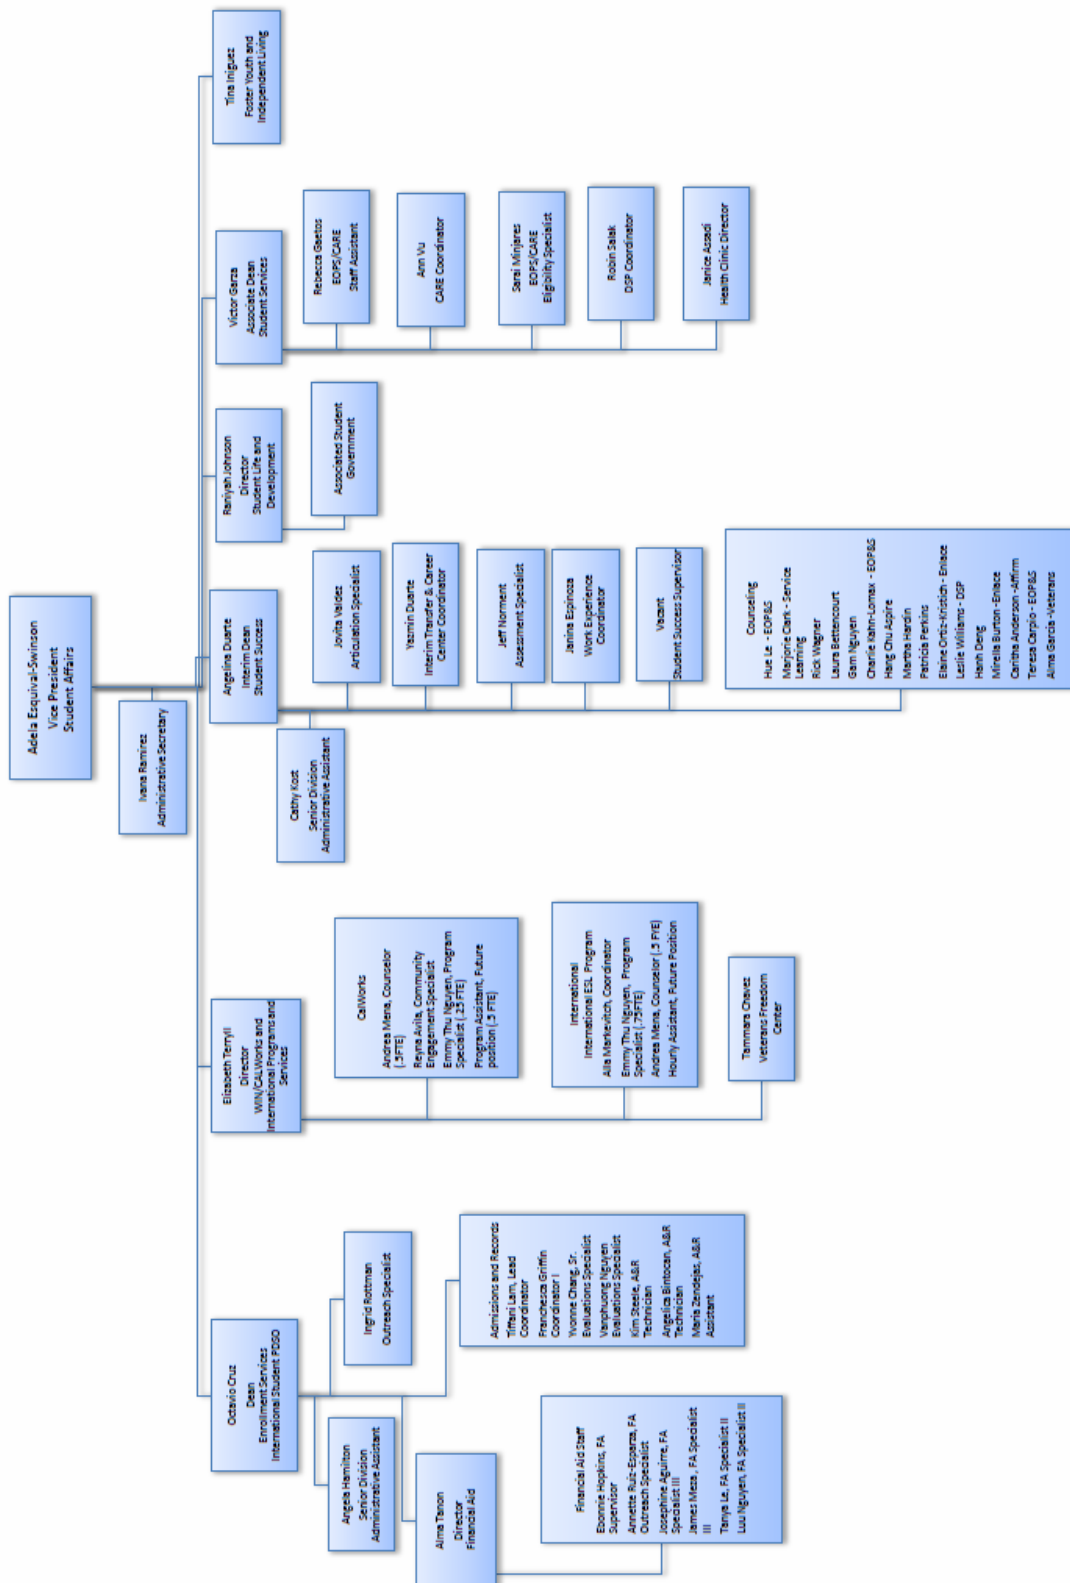 Adela Esquival-Swinson
Vice President
Student Affairs
Ivana Ramirez
Administrative Secretary
Octavio Cruz
Dean
Enrollment Services
International Student PDSO
Angela Hamilton
Senior Division
Administrative Assistant
Ingrid Rottman
Outreach Specialist
Alma Tanon
Director
Financial Aid
Financial Aid Staff
Ebonnie Hopkins, FA
Supervisor
Annette Ruiz-Esparza, FA
Outreach Specialist
Josephine Aguirre, FA
Specialist III
James Meza , FA Specialist
III
Tanya Le, FA Specialist II
Luu Nguyen, FA Specialist II
Admissions and Records
Tiffani Lam, Lead
Coordinator
Franchesca Griffin
Coordinator I
Yvonne Chang, Sr.
Evaluations Specialist
Vanphuong Nguyen
Evaluations Specialist
Kim Steele, A&R
Technician
Angelica Bintocan, A&R
Technician
Maria Zendejas, A&R
Assistant
Elizabeth Terryll
Director
WIN/CALWorks and
International Programs and
Services
CalWorks
Andrea Mena, Counselor
(.5FTE)
Reyna Avila, Community
Engagement Specialist
Emmy Thu Nguyen, Program
Specialist (.25 FTE)
Program Assistant, Future
position (.5 FTE)
International
International ESL Program
Alla Markevitch, Coordinator
Emmy Thu Nguyen, Program
Specialist (.75FTE)
Andrea Mena, Counselor (.5 FYE)
Hourly Assistant, Future Position
Tammara Chavez
Veterans Freedom
Center
Angelina Duarte
Interim Dean
Student Success
Cathy Kost
Senior Division
Administrative Assistant
Jovita Valdez
Articulation Specialist
Yazmin Duarte
Interim Transfer & Career
Center Coordinator
Jeff Norment
Assessment Specialist
Janina Espinoza
Work Experience
Coordinator
Vacant
Student Success Supervisor
Counseling
Hue Le - EOP&S
Marjorie Clark - Service
Learning
Rick Wagner
Laura Bettencourt
Gam Nguyen
Charlie Kahn-Lomax - EOP&S
Hang Chu Aspire
Martha Hardin
Patricia Perkins
Elaine Ortiz-Kristich - Enlace
Leslie Williams - DSP
Hanh Deng
Mirella Burton - Enlace
Caritha Anderson -Affirm
Teresa Carpio - EOP&S
Alma Garcia -Veterans
Raniyah Johnson
Director
Student Life and
Development
Associated Student
Government
Victor Garza
Associate Dean
Student Services
Rebecca Gaetos
EOPS/CARE
Staff Assistant
Ann Vu
CARE Coordinator
Sarai Minjares
EOPS/CARE
Eligibility Specialist
Robin Salak
DSP Coordinator
Janice Assadi
Health Clinic Director
Tina Iniguez
Foster Youth and
Independent Living